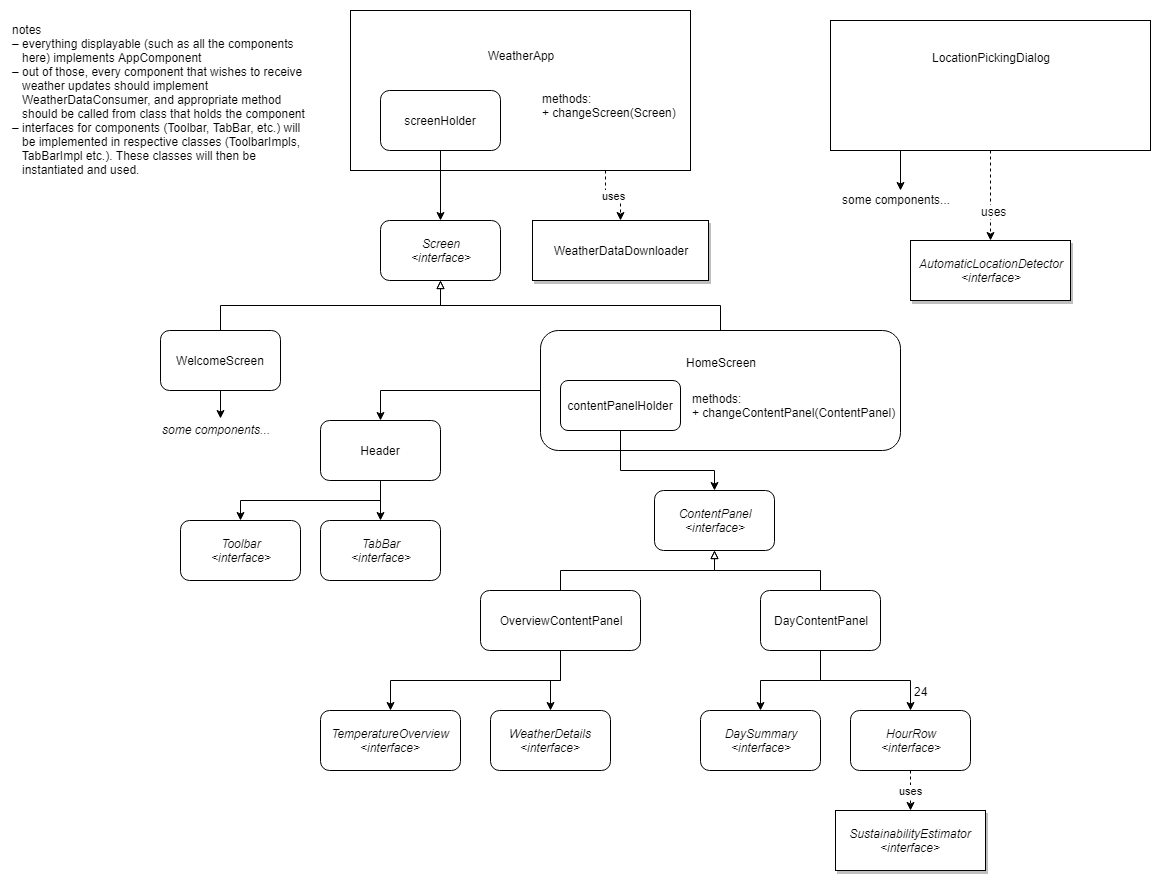 notes
– everything displayable (such as all the components
here) implements AppComponent
– out of those, every component that wishes to receive
weather updates should implement
WeatherDataConsumer, and appropriate method
should be called from class that holds the component
– interfaces for components (Toolbar, TabBar, etc.) will
be implemented in respective classes (ToolbarImpls,
TabBarImpl etc.). These classes will then be
instantiated and used.
WeatherApp
screenHolder
methods:
+ changeScreen(Screen)
LocationPickingDialog
uses
some components...
uses
Screen
<interface>
WeatherDataDownloader
AutomaticLocationDetector
<interface>
WelcomeScreen
some components...
HomeScreen
contentPanelHolder
methods:
+ changeContentPanel(ContentPanel)
Header
Toolbar
<interface>
TabBar
<interface>
ContentPanel
<interface>
OverviewContentPanel
DayContentPanel
24
TemperatureOverview
<interface>
WeatherDetails
<interface>
DaySummary
<interface>
HourRow
<interface>
uses
SustainabilityEstimator
<interface>